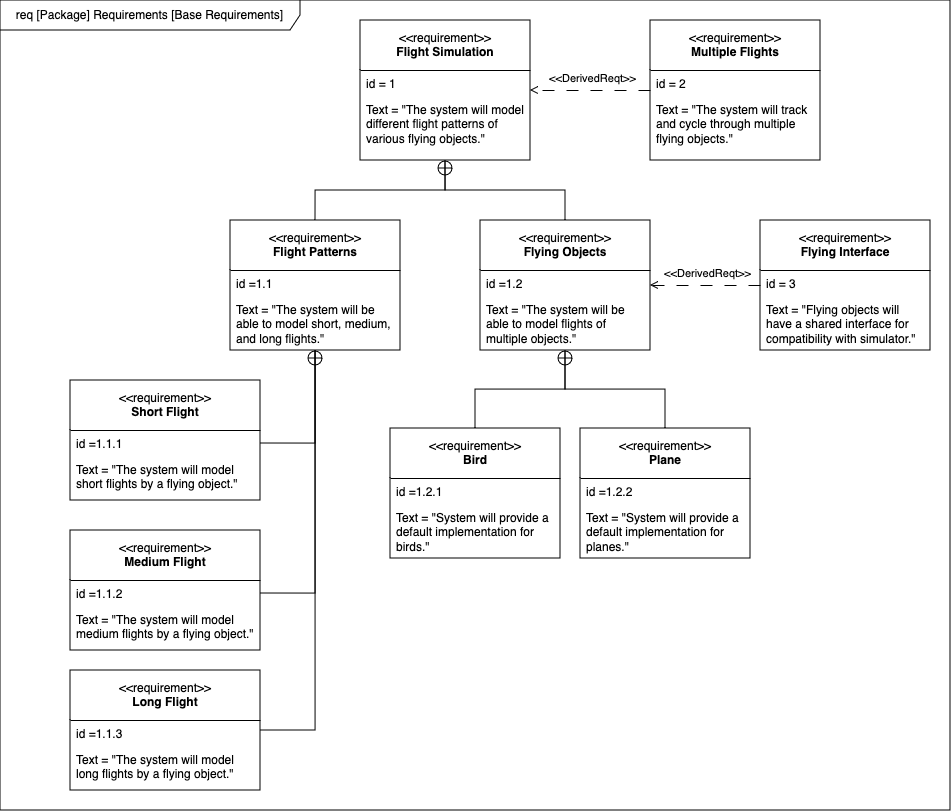 req [Package] Requirements [Base Requirements]
<<requirement>>
Flight Simulation
id = 1
Text = "The system will model
different flight patterns of
various flying objects."
<<DerivedReqt>>
<<requirement>>
Multiple Flights
id = 2
Text = "The system will track
and cycle through multiple
flying objects."
<<requirement>>
Flight Patterns
id =1.1
Text = "The system will be
able to model short, medium,
and long flights."
<<requirement>>
Flying Objects
id =1.2
Text = "The system will be
able to model flights of
multiple objects."
<<DerivedReqt>>
<<requirement>>
Flying Interface
id = 3
Text = "Flying objects will
have a shared interface for
compatibility with simulator."
<<requirement>>
Short Flight
id =1.1.1
Text = "The system will model
short flights by a flying object."
<<requirement>>
Bird
id =1.2.1
Text = "System will provide a
default implementation for
birds."
<<requirement>>
Plane
id =1.2.2
Text = "System will provide a
default implementation for
planes."
<<requirement>>
Medium Flight
id =1.1.2
Text = "The system will model
medium flights by a flying object."
<<requirement>>
Long Flight
id =1.1.3
Text = "The system will model
long flights by a flying object."